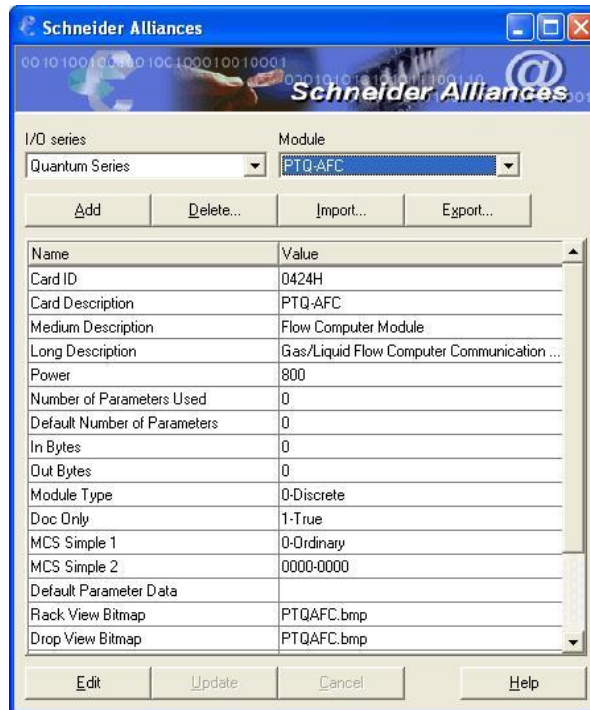 Schneider Alliances
Schneider Alliances
I/O series Module
Quantum Series PTQ-AFC
Add Delete... Import... Export...
Name Value
Card ID 0424H
Card Description PTQ-AFC
Medium Description Flow Computer Module
Long Description Gas/Liquid Flow Computer Communication ...
Power 800
Number of Parameters Used 0
Default Number of Parameters 0
In Bytes 0
Out Bytes 0
Module Type 0-Discrete
Doc Only 1-True
MCS Simple 1 0-Ordinary
MCS Simple 2 0000-0000
Default Parameter Data
Rack View Bitmap PTQAFC.bmp
Drop View Bitmap PTQAFC.bmp
Edit Update Cancel Help